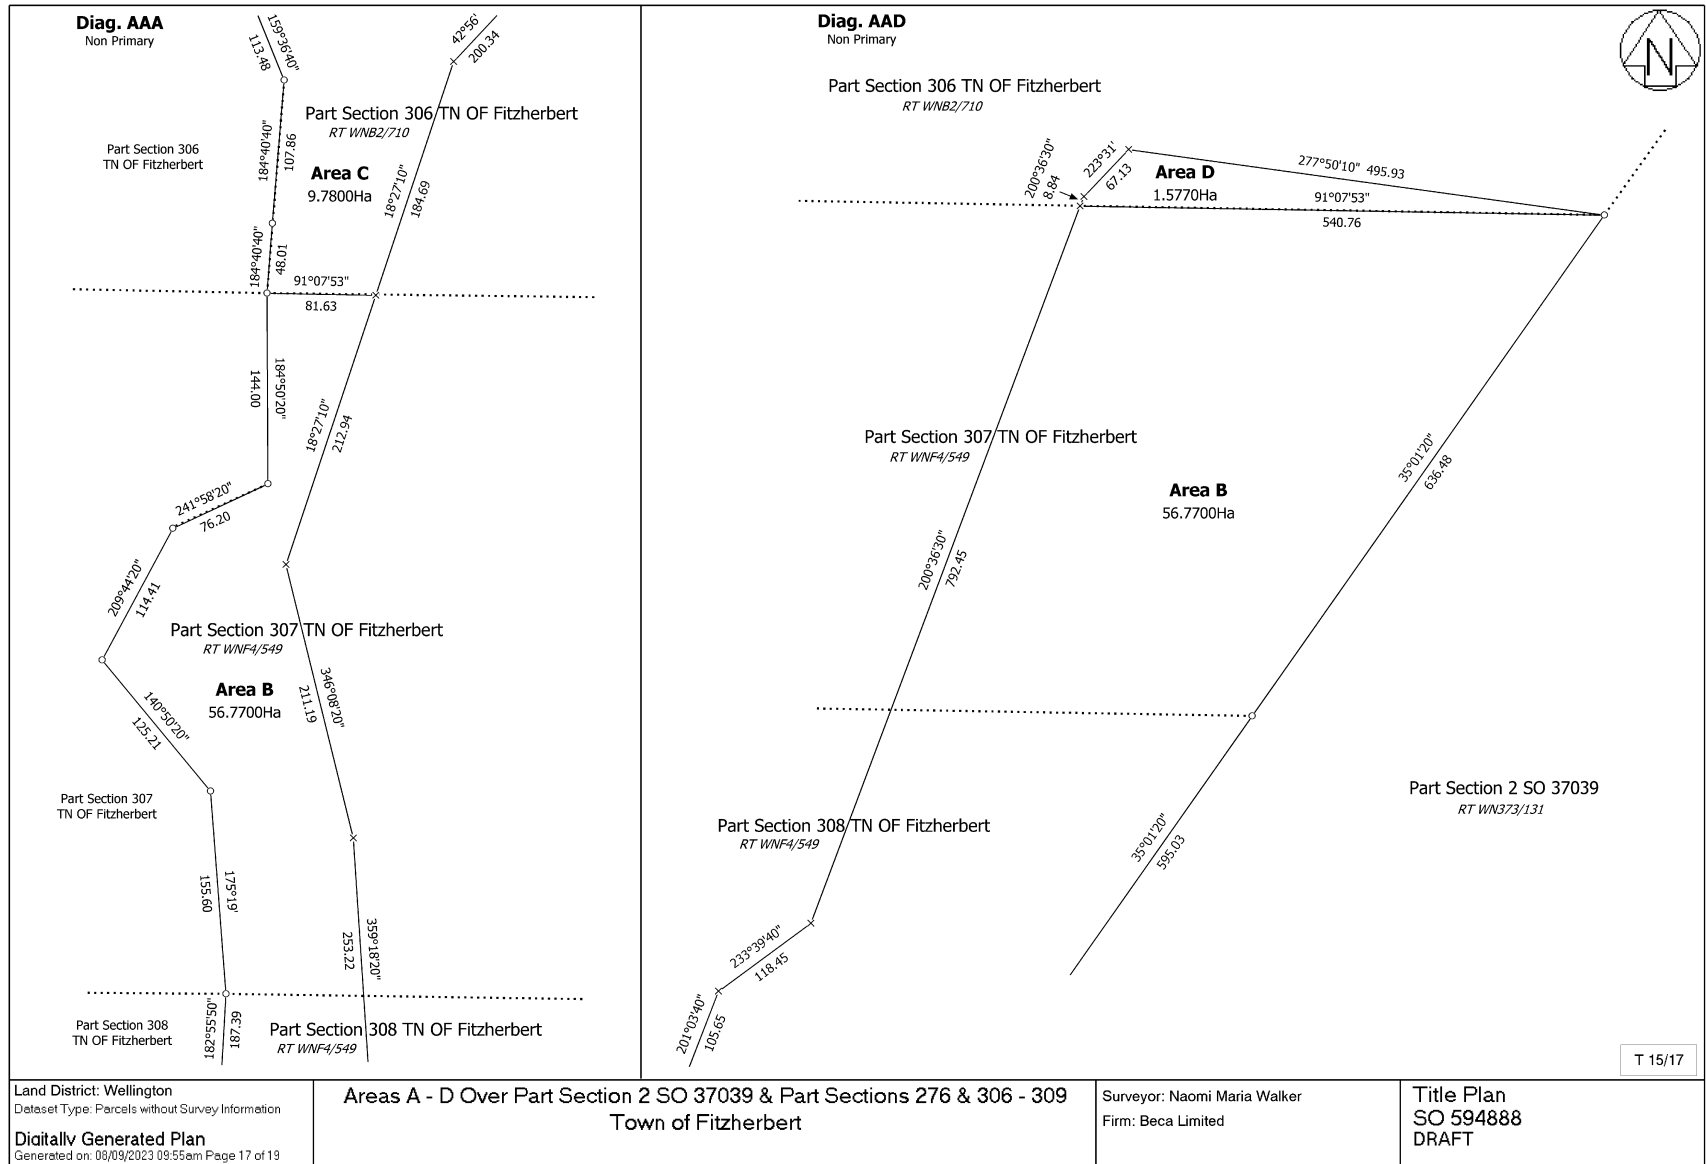 Diag. AAA
Non Primary
159°36'40"
113.48
42°56'
200.34
Part Section 306 TN OF Fitzherbert
RT WNB2/710
Part Section 306
TN OF Fitzherbert
184°40'40"
107.86
Area C
9.7800Ha
18°27'10"
184.69
184°40'40"
48.01
91°07'53"
81.63
184°50'20"
144.00
18°27'10"
212.94
241°58'20"
76.20
209°44'20"
114.41
Part Section 307 TN OF Fitzherbert
RT WNF4/549
Area B
56.7700Ha
346°08'20"
211.19
140°50'20"
125.21
Part Section 307
TN OF Fitzherbert
175°19'
155.60
359°18'20"
253.22
Part Section 308
TN OF Fitzherbert
182°55'50"
187.39
Part Section 308 TN OF Fitzherbert
RT WNF4/549
Diag. AAD
Non Primary
N
Part Section 306 TN OF Fitzherbert
RT WNB2/710
200°36'30"
8.84
223°31'
67.13
Area D
1.5770Ha
277°50'10" 495.93
91°07'53"
540.76
Part Section 307 TN OF Fitzherbert
RT WNF4/549
Area B
56.7700Ha
35°01'20"
636.48
200°36'30"
792.45
Part Section 2 SO 37039
RT WN373/131
Part Section 308 TN OF Fitzherbert
RT WNF4/549
35°01'20"
595.03
233°39'40"
118.45
201°03'40"
105.65
T 15/17
Land District: Wellington
Dataset Type: Parcels without Survey Information
Digitally Generated Plan
Generated on: 08/09/2023 09:55am Page 17 of 19
Areas A - D Over Part Section 2 SO 37039 & Part Sections 276 & 306 - 309
Town of Fitzherbert
Surveyor: Naomi Maria Walker
Firm: Beca Limited
Title Plan
SO 594888
DRAFT